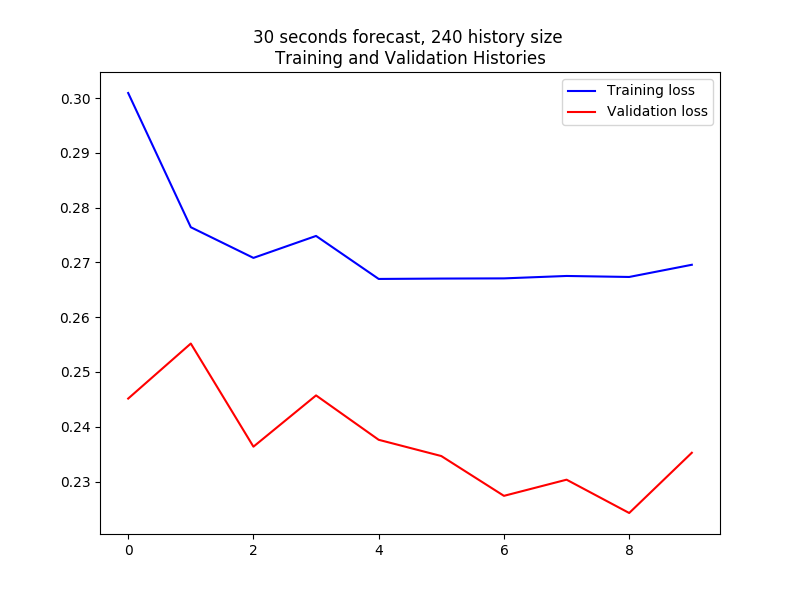 30 seconds forecast, 240 history size
Training and Validation Histories
Training loss
Validation loss
0.30
0.29
0.28
0.27
0.26
0.25
0.24
0.23
0 2 4 6 8